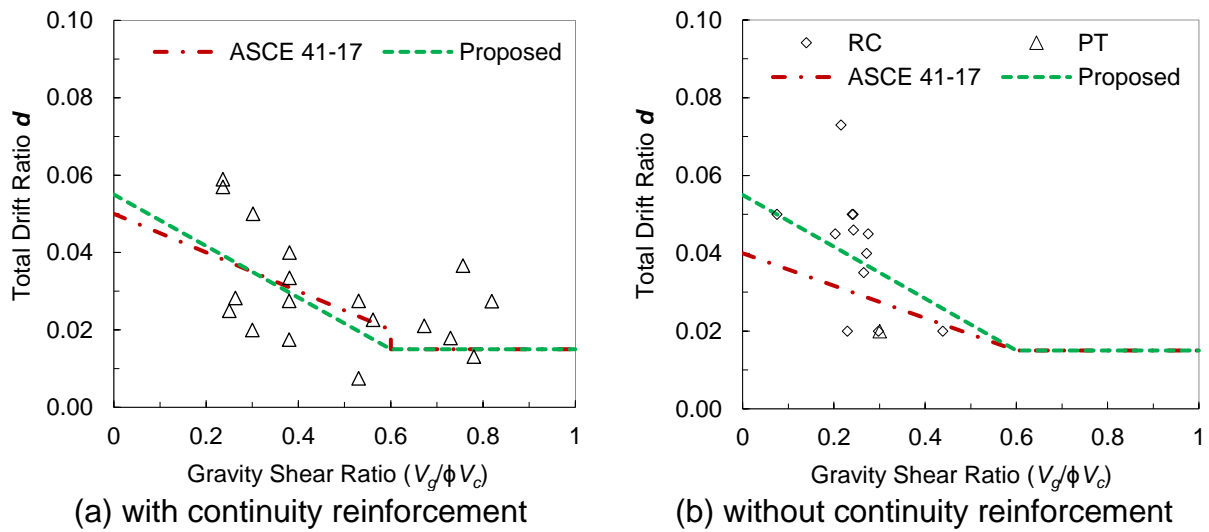 0.10
0.08
0.06
0.04
0.02
0.00
Total Drift Ratio d
ASCE 41-17 Proposed
0 0.2 0.4 0.6 0.8 1
Gravity Shear Ratio (Vg/ϕVc)
(a) with continuity reinforcement
0.10
0.08
0.06
0.04
0.02
0.00
Total Drift Ratio d
RC PT
ASCE 41-17 Proposed
0 0.2 0.4 0.6 0.8 1
Gravity Shear Ratio (Vg/ϕVc)
(b) without continuity reinforcement